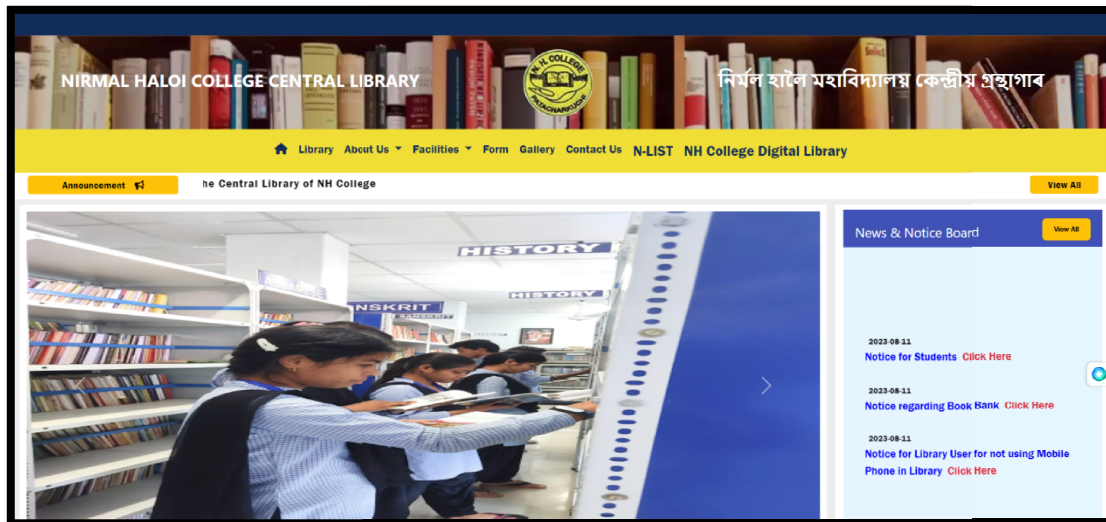 NIRMAL HALOI COLLEGE CENTRAL LIBRARY
N. H. COLLEGE
PATACHARKUCHI
নিৰ্মল হালৈ মহাবিদ্যালয় কেন্দ্ৰীয় গ্ৰন্থাগাৰ
Library About Us Facilities Form Gallery Contact Us N-LIST NH College Digital Library
Announcement
he Central Library of NH College
View All
HISTORY
HISTORY
NSKRIT
SANSKRIT
News & Notice Board
View All
2023-08-11
Notice for Students Click Here
2023-08-11
Notice regarding Book Bank Click Here
2023-08-11
Notice for Library User for not using Mobile
Phone in Library Click Here